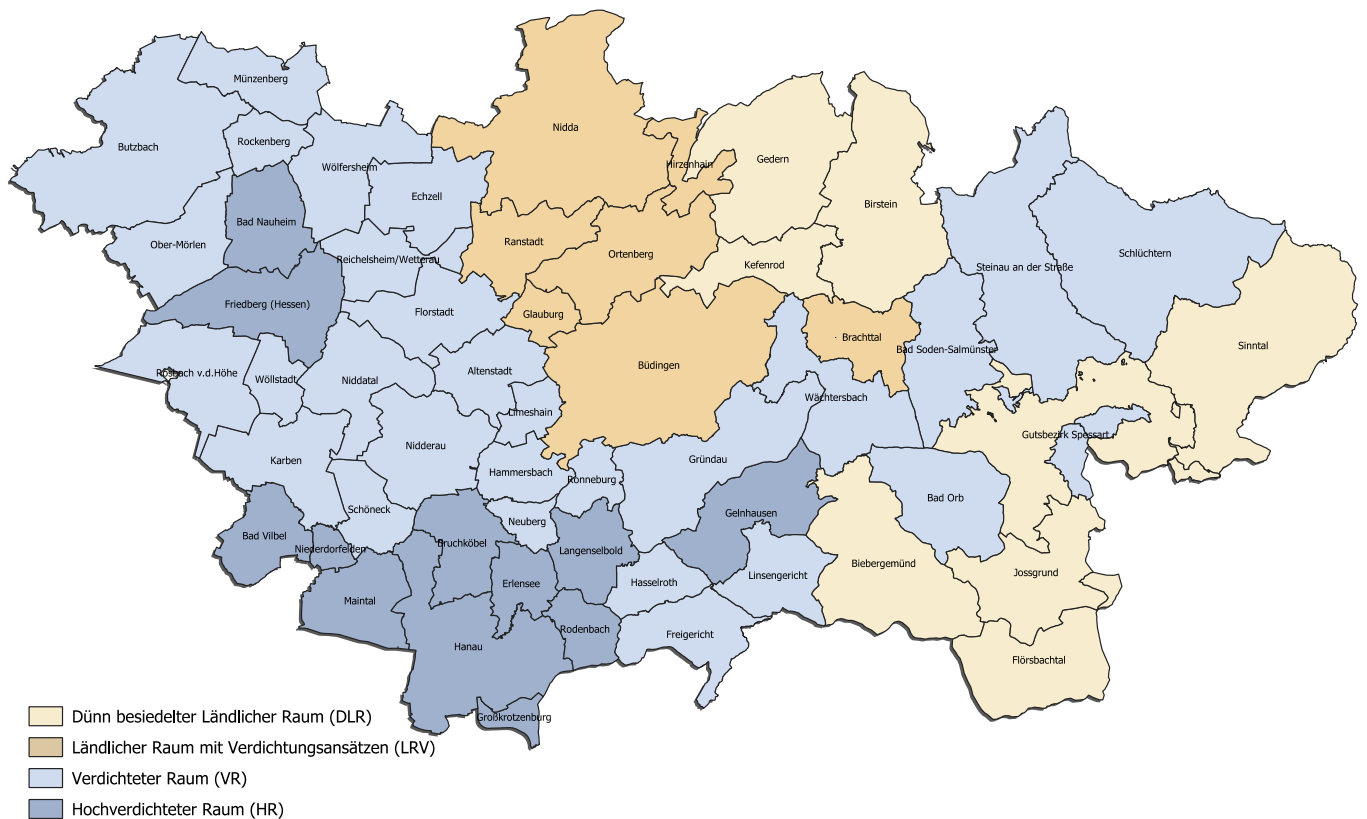 Münzenberg
Nidda
Butzbach
Rockenberg
Wölfersheim
Hirzenhain
Gedern
Echzell
Birstein
Bad Nauheim
Ober-Mörlen
Ranstadt
Ortenberg
Schlüchtern
Reichelsheim/Wetterau
Kefenrod
Steinau an der Straße
Friedberg (Hessen)
Florstadt
Glauburg
Brachttal
Bad Soden-Salmünster
Sinntal
Rosbach v.d.Höhe
Wöllstadt
Niddatal
Altenstadt
Büdingen
Limeshain
Wächtersbach
Gutsbezirk Spessart
Nidderau
Karben
Gründau
Hammersbach
Ronneburg
Bad Orb
Schöneck
Neuberg
Gelnhausen
Bad Vilbel
Bruchköbel
Niederdorfelden
Langenselbold
Biebergemünd
Jossgrund
Erlensee
Hasselroth
Linsengericht
Maintal
Rodenbach
Freigericht
Hanau
Flörsbachtal
Großkrotzenburg
Dünn besiedelter Ländlicher Raum (DLR)
Ländlicher Raum mit Verdichtungsansätzen (LRV)
Verdichteter Raum (VR)
Hochverdichteter Raum (HR)